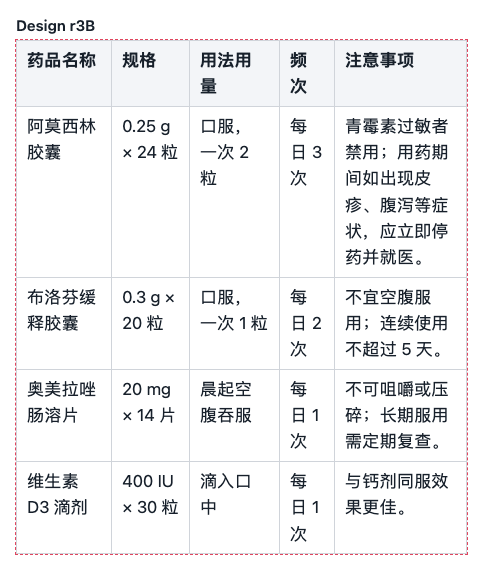 Design r3B
药品名称 规格 用法用 频 注意事项
量 次
阿莫西林 0.25 g 口服， 每 青霉素过敏者
胶囊 × 24 粒 一次 2 日 3 禁用；用药期
粒 次 间如出现皮
疹、腹泻等症
状，应立即停
药并就医。
布洛芬缓 0.3 g × 口服， 每 不宜空腹服
释胶囊 20 粒 一次 1 粒 日 2 用；连续使用
次 不超过 5 天。
奥美拉唑 20 mg 晨起空 每 不可咀嚼或压
肠溶片 × 14 片 腹吞服 日 1 碎；长期服用
次 需定期复查。
维生素 400 IU 滴入口 每 与钙剂同服效
D3 滴剂 × 30 粒 中 日 1 果更佳。
次